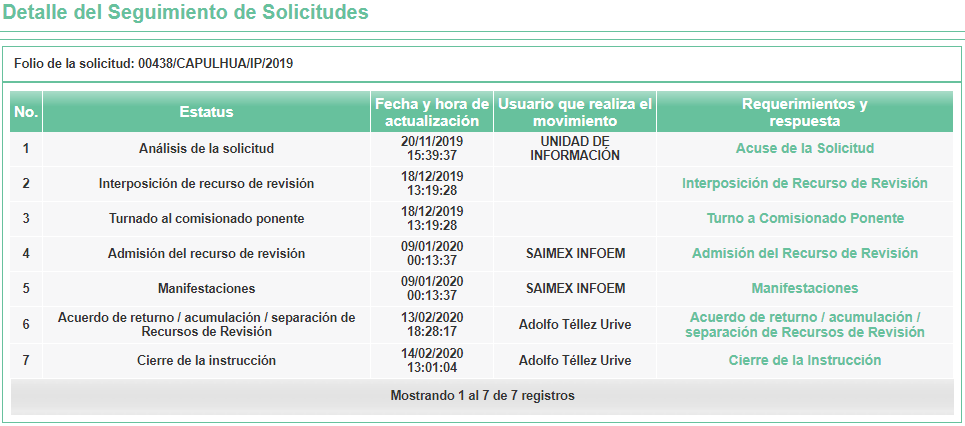 Detalle del Seguimiento de Solicitudes
Folio de la solicitud: 00438/CAPULHUA/IP/2019
No. Estatus Fecha y hora de actualización Usuario que realiza el movimiento Requerimientos y respuesta
1 Análisis de la solicitud 20/11/2019 15:39:37 UNIDAD DE INFORMACIÓN Acuse de la Solicitud
2 Interposición de recurso de revisión 18/12/2019 13:19:28 Interposición de Recurso de Revisión
3 Turnado al comisionado ponente 18/12/2019 13:19:28 Turno a Comisionado Ponente
4 Admisión del recurso de revisión 09/01/2020 00:13:37 SAIMEX INFOEM Admisión del Recurso de Revisión
5 Manifestaciones 09/01/2020 00:13:37 SAIMEX INFOEM Manifestaciones
6 Acuerdo de returno / acumulación / separación de Recursos de Revisión 13/02/2020 18:28:17 Adolfo Téllez Urive Acuerdo de returno / acumulación / separación de Recursos de Revisión
7 Cierre de la instrucción 14/02/2020 13:01:04 Adolfo Téllez Urive Cierre de la Instrucción
Mostrando 1 al 7 de 7 registros